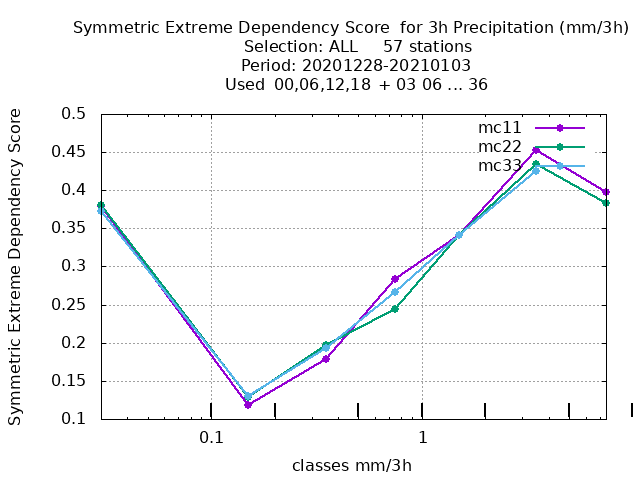 Symmetric Extreme Dependency Score  for 3h Precipitation (mm/3h)
Selection: ALL     57 stations
Period: 20201228-20210103
Used  00,06,12,18 + 03 06 ... 36
Symmetric Extreme Dependency Score
0.5
0.45
0.4
0.35
0.3
0.25
0.2
0.15
0.1
mc11
mc22
mc33
0.1 1
classes mm/3h